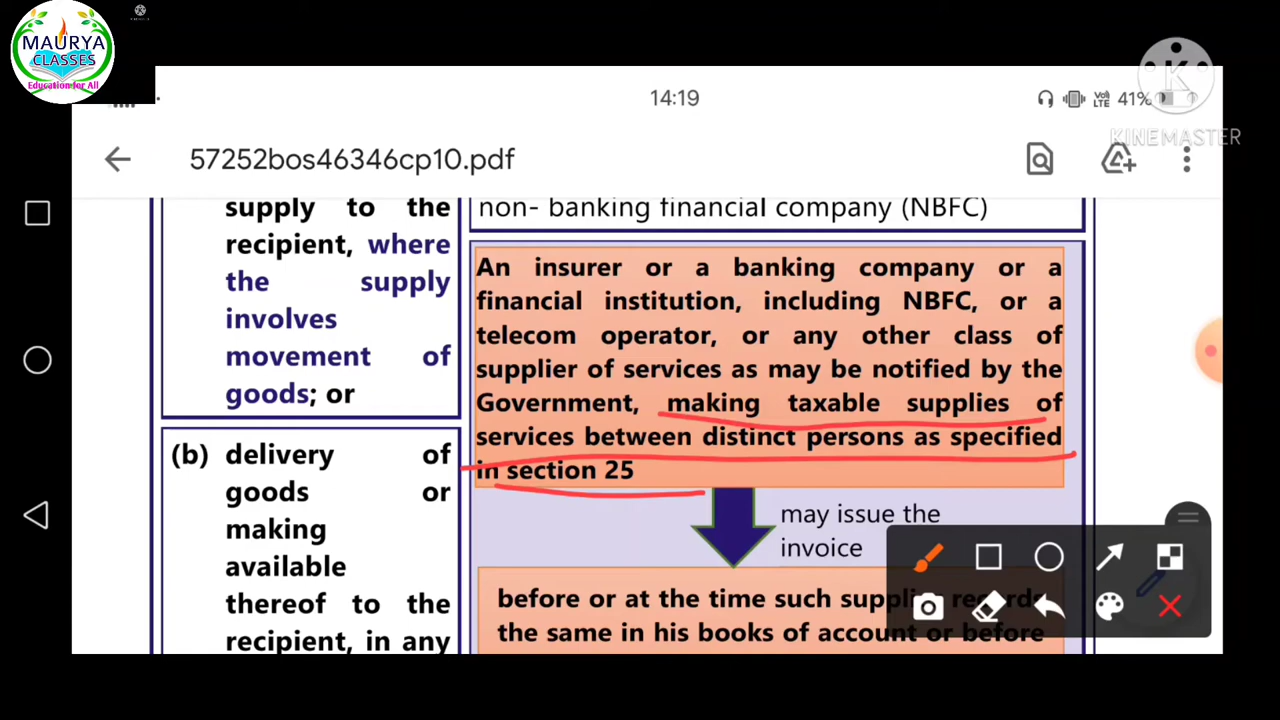 MAURYA
CLASSES
Education for All
14:19
Vol)
LTE
41%
KINEMASTER
57252bos46346cp10.pdf
supply to the
recipient, where
the supply
involves
movement of
goods; or
(b) delivery of
goods or
making
available
thereof to the
recipient, in any
non- banking financial company (NBFC)
An insurer or a banking company or a
financial institution, including NBFC, or a
telecom operator, or any other class of
supplier of services as may be notified by the
Government, making taxable supplies of
services between distinct persons as specified
in section 25
may issue the
invoice
before or at the time such supplier records
the same in his books of account or before